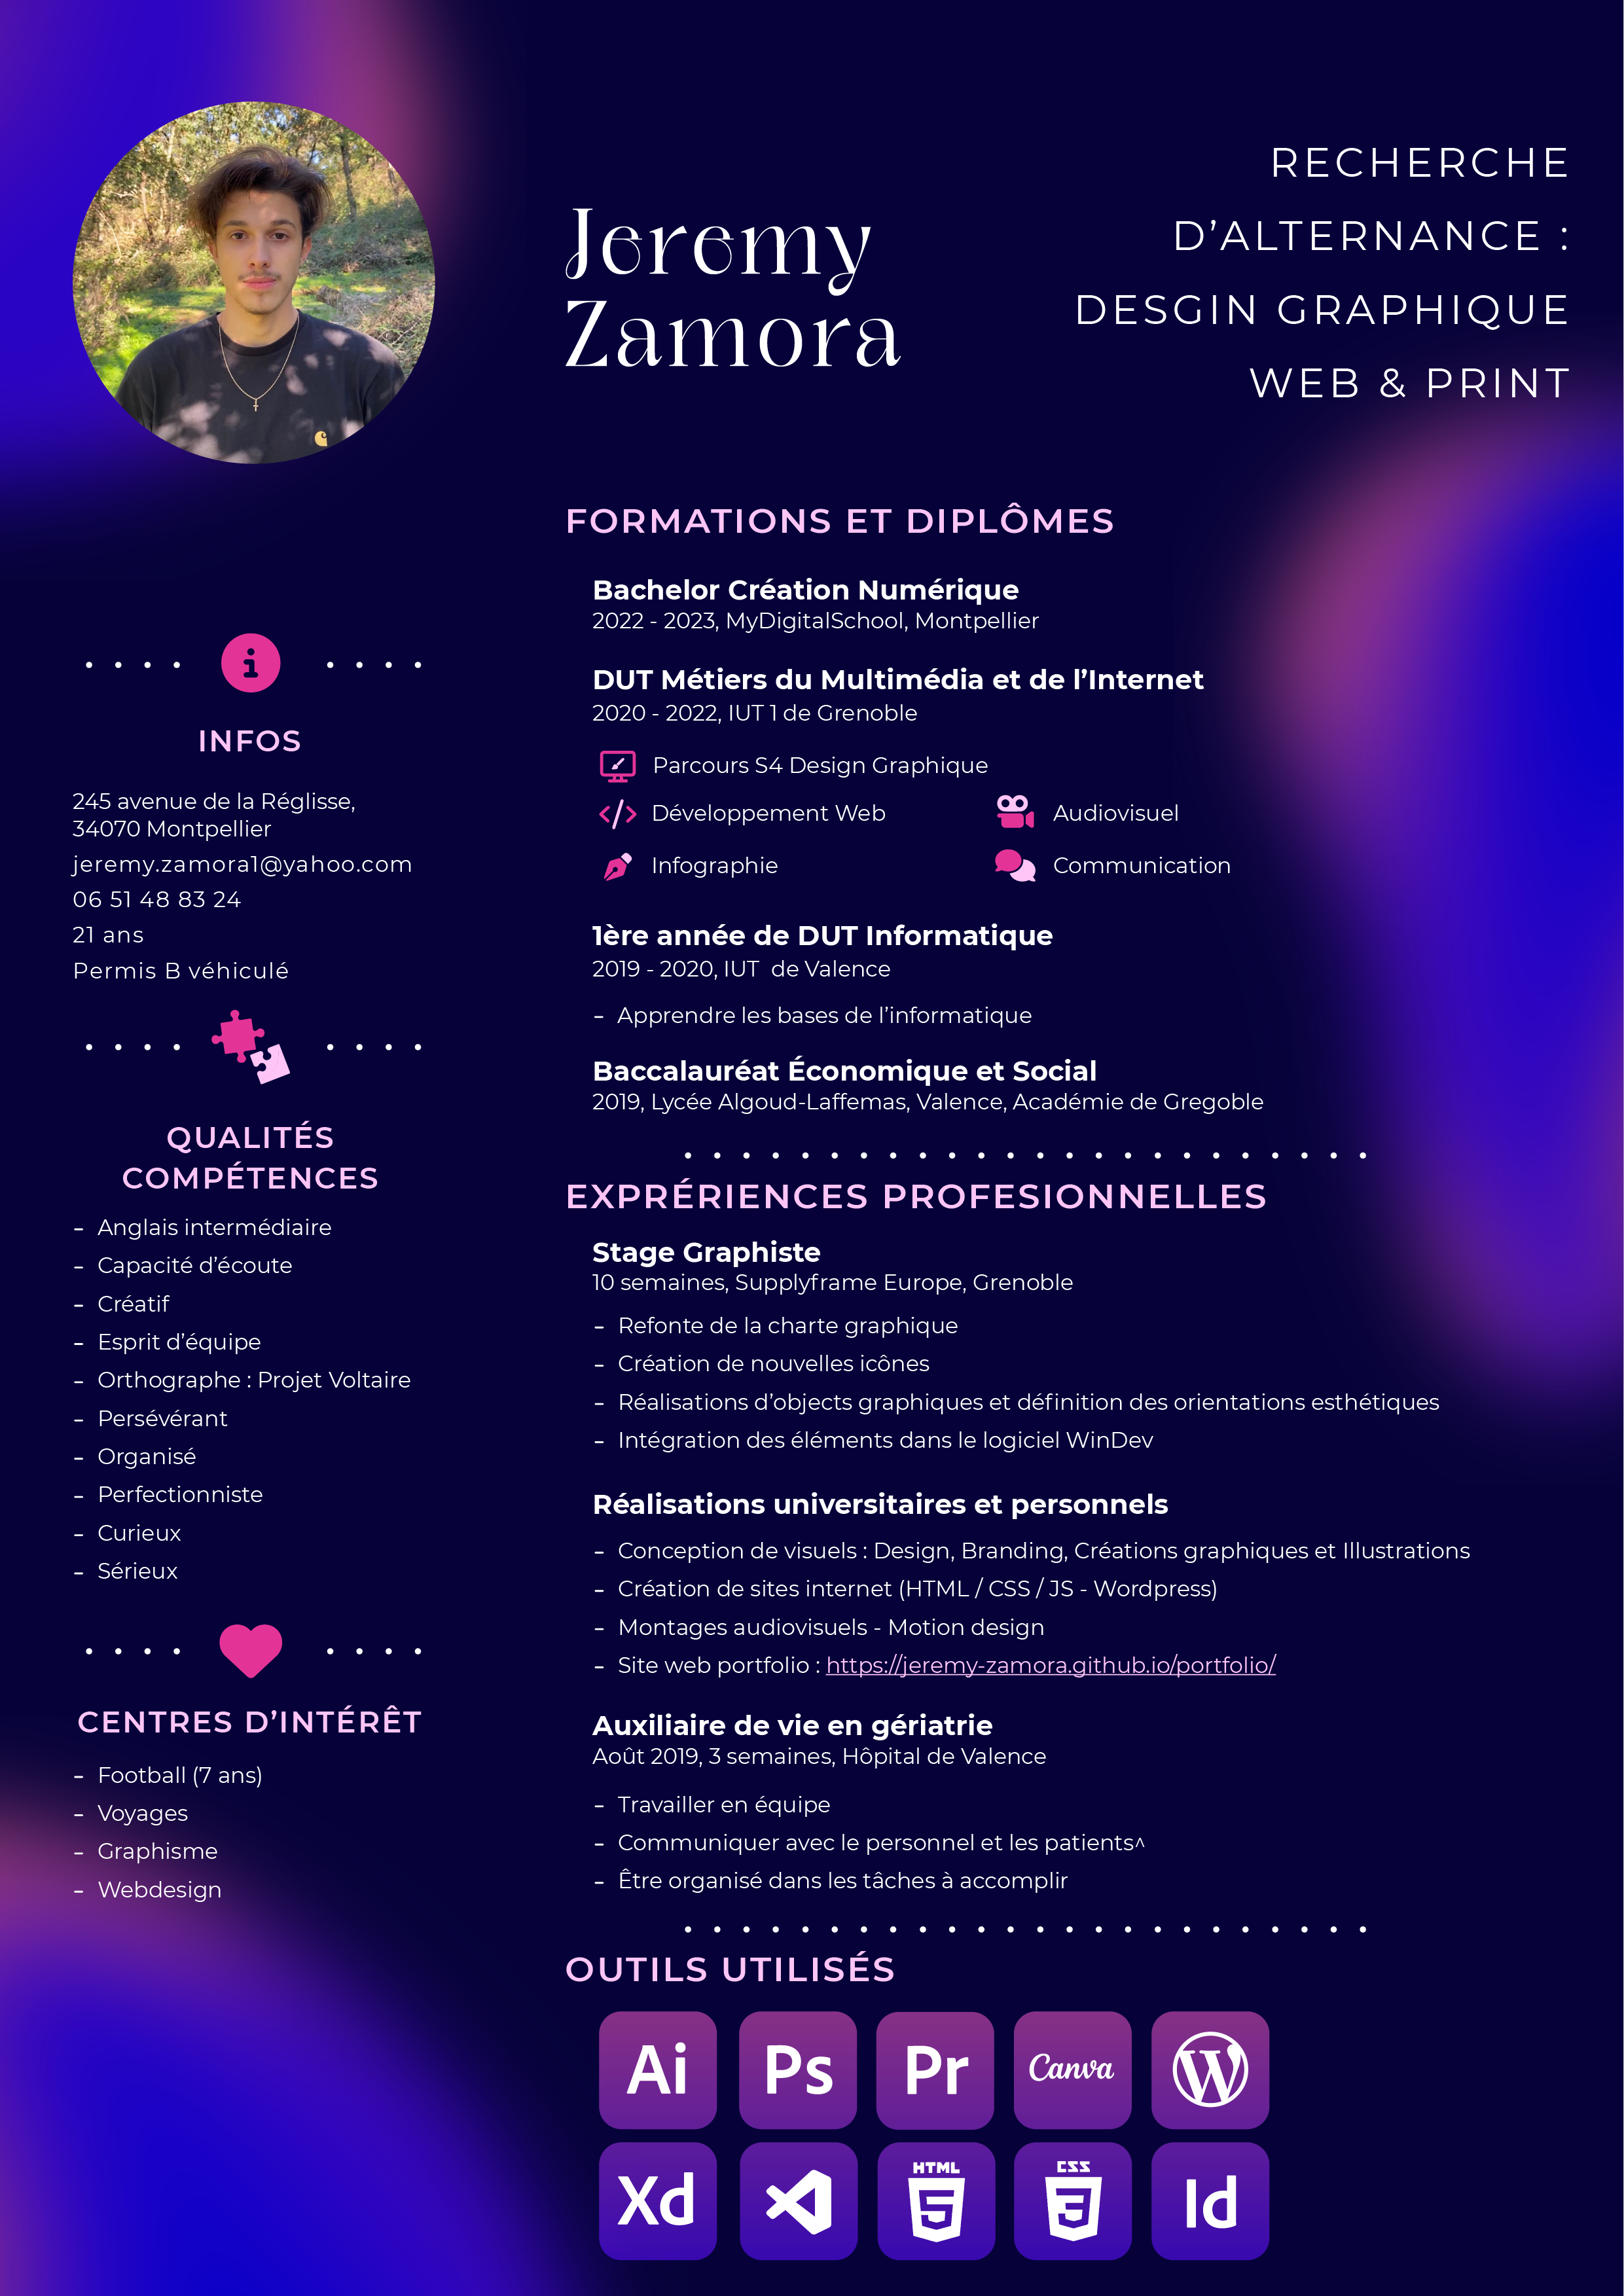 Jeremy
Zamora
RECHERCHE
D’ALTERNANCE :
DESGIN GRAPHIQUE
WEB & PRINT
INFOS
245 avenue de la Réglisse,
34070 Montpellier
jeremy.zamora1@yahoo.com
06 51 48 83 24
21 ans
Permis B véhiculé
QUALITÉS
COMPÉTENCES
- Anglais intermédiaire
- Capacité d’écoute
- Créatif
- Esprit d’équipe
- Orthographe : Projet Voltaire
- Persévérant
- Organisé
- Perfectionniste
- Curieux
- Sérieux
CENTRES D’INTÉRÊT
- Football (7 ans)
- Voyages
- Graphisme
- Webdesign
FORMATIONS ET DIPLÔMES
Bachelor Création Numérique
2022 - 2023, MyDigitalSchool, Montpellier
DUT Métiers du Multimédia et de l’Internet
2020 - 2022, IUT 1 de Grenoble
Parcours S4 Design Graphique
Développement Web
Audiovisuel
Infographie
Communication
1ère année de DUT Informatique
2019 - 2020, IUT de Valence
- Apprendre les bases de l’informatique
Baccalauréat Économique et Social
2019, Lycée Algoud-Laffemas, Valence, Académie de Gregoble
EXPRÉRIENCES PROFESIONNELLES
Stage Graphiste
10 semaines, Supplyframe Europe, Grenoble
- Refonte de la charte graphique
- Création de nouvelles icônes
- Réalisations d’objects graphiques et définition des orientations esthétiques
- Intégration des éléments dans le logiciel WinDev
Réalisations universitaires et personnels
- Conception de visuels : Design, Branding, Créations graphiques et Illustrations
- Création de sites internet (HTML / CSS / JS - Wordpress)
- Montages audiovisuels - Motion design
- Site web portfolio : https://jeremy-zamora.github.io/portfolio/
Auxiliaire de vie en gériatrie
Août 2019, 3 semaines, Hôpital de Valence
- Travailler en équipe
- Communiquer avec le personnel et les patients^
- Être organisé dans les tâches à accomplir
OUTILS UTILISÉS
Ai Ps Pr Canva W
Xd HTML 5 CSS 3 Id